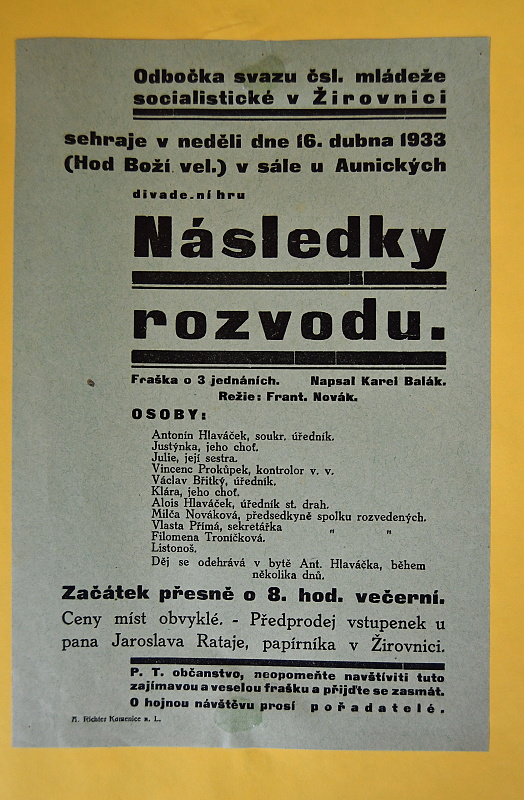 Odbočka svazu čsl. mládeže
socialistické v Žirovnici
sehraje v neděli dne 16. dubna 1933
(Hod Boží vel.) v sále u Aunických
divade.ní hru
Následky
rozvodu.
Fraška o 3 jednáních. Napsal Karel Balák.
Režie: Frant. Novák.
OSOBY:
Antonín Hlaváček, soukr. úředník.
Justýnka, jeho choť.
Julie, její sestra.
Vincenc Prokůpek, kontrolor v. v.
Václav Břitký, úředník.
Klára, jeho choť.
Alois Hlaváček, úředník st. drah.
Milča Nováková, předsedkyně spolku rozvedených.
Vlasta Přímá, sekretářka " "
Filomena Troníčková.
Listonoš.
Děj se odehrává v bytě Ant. Hlaváčka, během
několika dnů.
Začátek přesně o 8. hod. večerní.
Ceny míst obvyklé. - Předprodej vstupenek u
pana Jaroslava Rataje, papírníka v Žirovnici.
P. T. občanstvo, neopomeňte navštíviti tuto
zajímavou a veselou frašku a přijďte se zasmát.
O hojnou návštěvu prosí pořadatelé.
A. Richter Kamenice n. L.